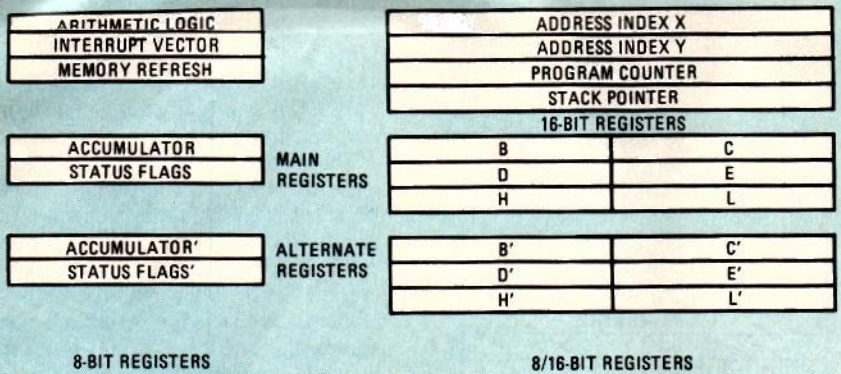 ARITHMETIC LOGIC
INTERRUPT VECTOR
MEMORY REFRESH
ADDRESS INDEX X
ADDRESS INDEX Y
PROGRAM COUNTER
STACK POINTER
16-BIT REGISTERS
ACCUMULATOR
STATUS FLAGS
MAIN
REGISTERS
B C
D E
H L
ACCUMULATOR'
STATUS FLAGS'
ALTERNATE
REGISTERS
B' C'
D' E'
H' L'
8-BIT REGISTERS
8/16-BIT REGISTERS